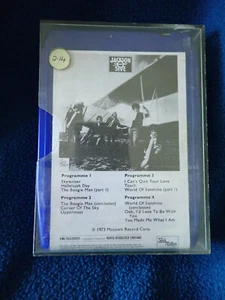 JACKSON
FIVE
Programme 1
Skywriter
Hallelujah Day
The Boogie Man (part 1)
Programme 3
I Can't Quit Your Love
Touch
World Of Sunshine (part 1)
Programme 2
The Boogie Man (conclusion)
Corner Of The Sky
Uppermost
Programme 4
World Of Sunshine
(conclusion)
Ooh, I'd Love To Be With
You
You Made Me What I Am
© 1973 Motown Record Corp.